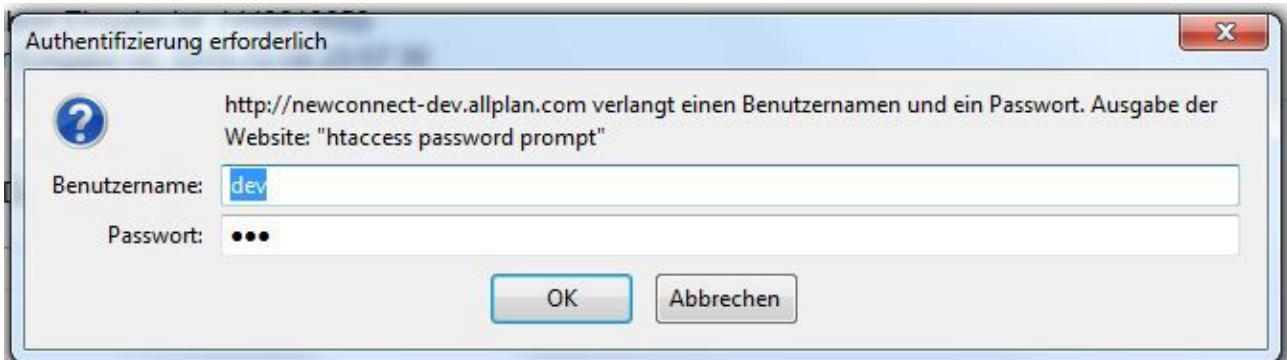 Authentifizierung erforderlich
http://newconnect-dev.allplan.com verlangt einen Benutzernamen und ein Passwort. Ausgabe der
Website: "htaccess password prompt"
Benutzername: dev
Passwort: •••
OK Abbrechen